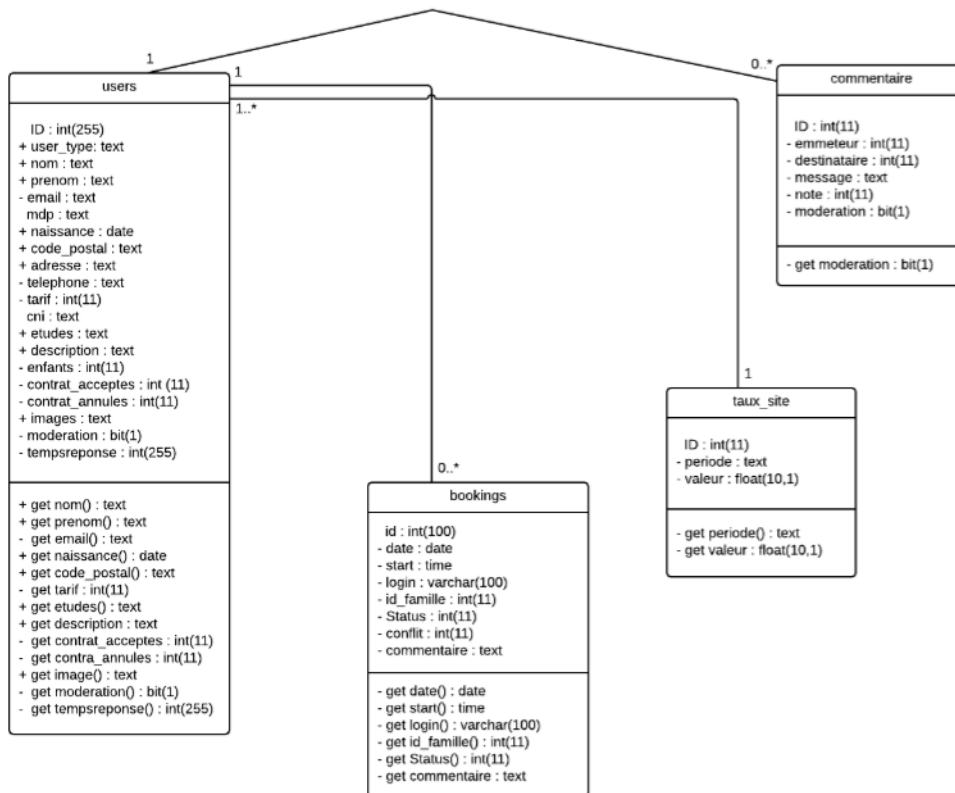 1
users
ID : int(255)
+ user_type: text
+ nom : text
+ prenom : text
- email : text
mdp : text
+ naissance : date
+ code_postal : text
+ adresse : text
- telephone : text
- tarif : int(11)
cni : text
+ etudes : text
+ description : text
- enfants : int(11)
- contrat_acceptes : int (11)
- contrat_annules : int(11)
+ images : text
- moderation : bit(1)
- tempsreponse : int(255)
+ get nom() : text
+ get prenom() : text
- get email() : text
+ get naissance() : date
+ get code_postal() : text
- get tarif : int(11)
+ get etudes() : text
+ get description : text
- get contrat_acceptes : int(11)
- get contra_annules : int(11)
+ get image() : text
- get moderation() : bit(1)
- get tempsreponse() : int(255)
1
1..*
0..*
commentaire
ID : int(11)
- emmeteur : int(11)
- destinataire : int(11)
- message : text
- note : int(11)
- moderation : bit(1)
- get moderation : bit(1)
1
taux_site
ID : int(11)
- periode : text
- valeur : float(10,1)
- get periode() : text
- get valeur : float(10,1)
0..*
bookings
id : int(100)
- date : date
- start : time
- login : varchar(100)
- id_famille : int(11)
- Status : int(11)
- conflit : int(11)
- commentaire : text
- get date() : date
- get start() : time
- get login() : varchar(100)
- get id_famille() : int(11)
- get Status() : int(11)
- get commentaire : text